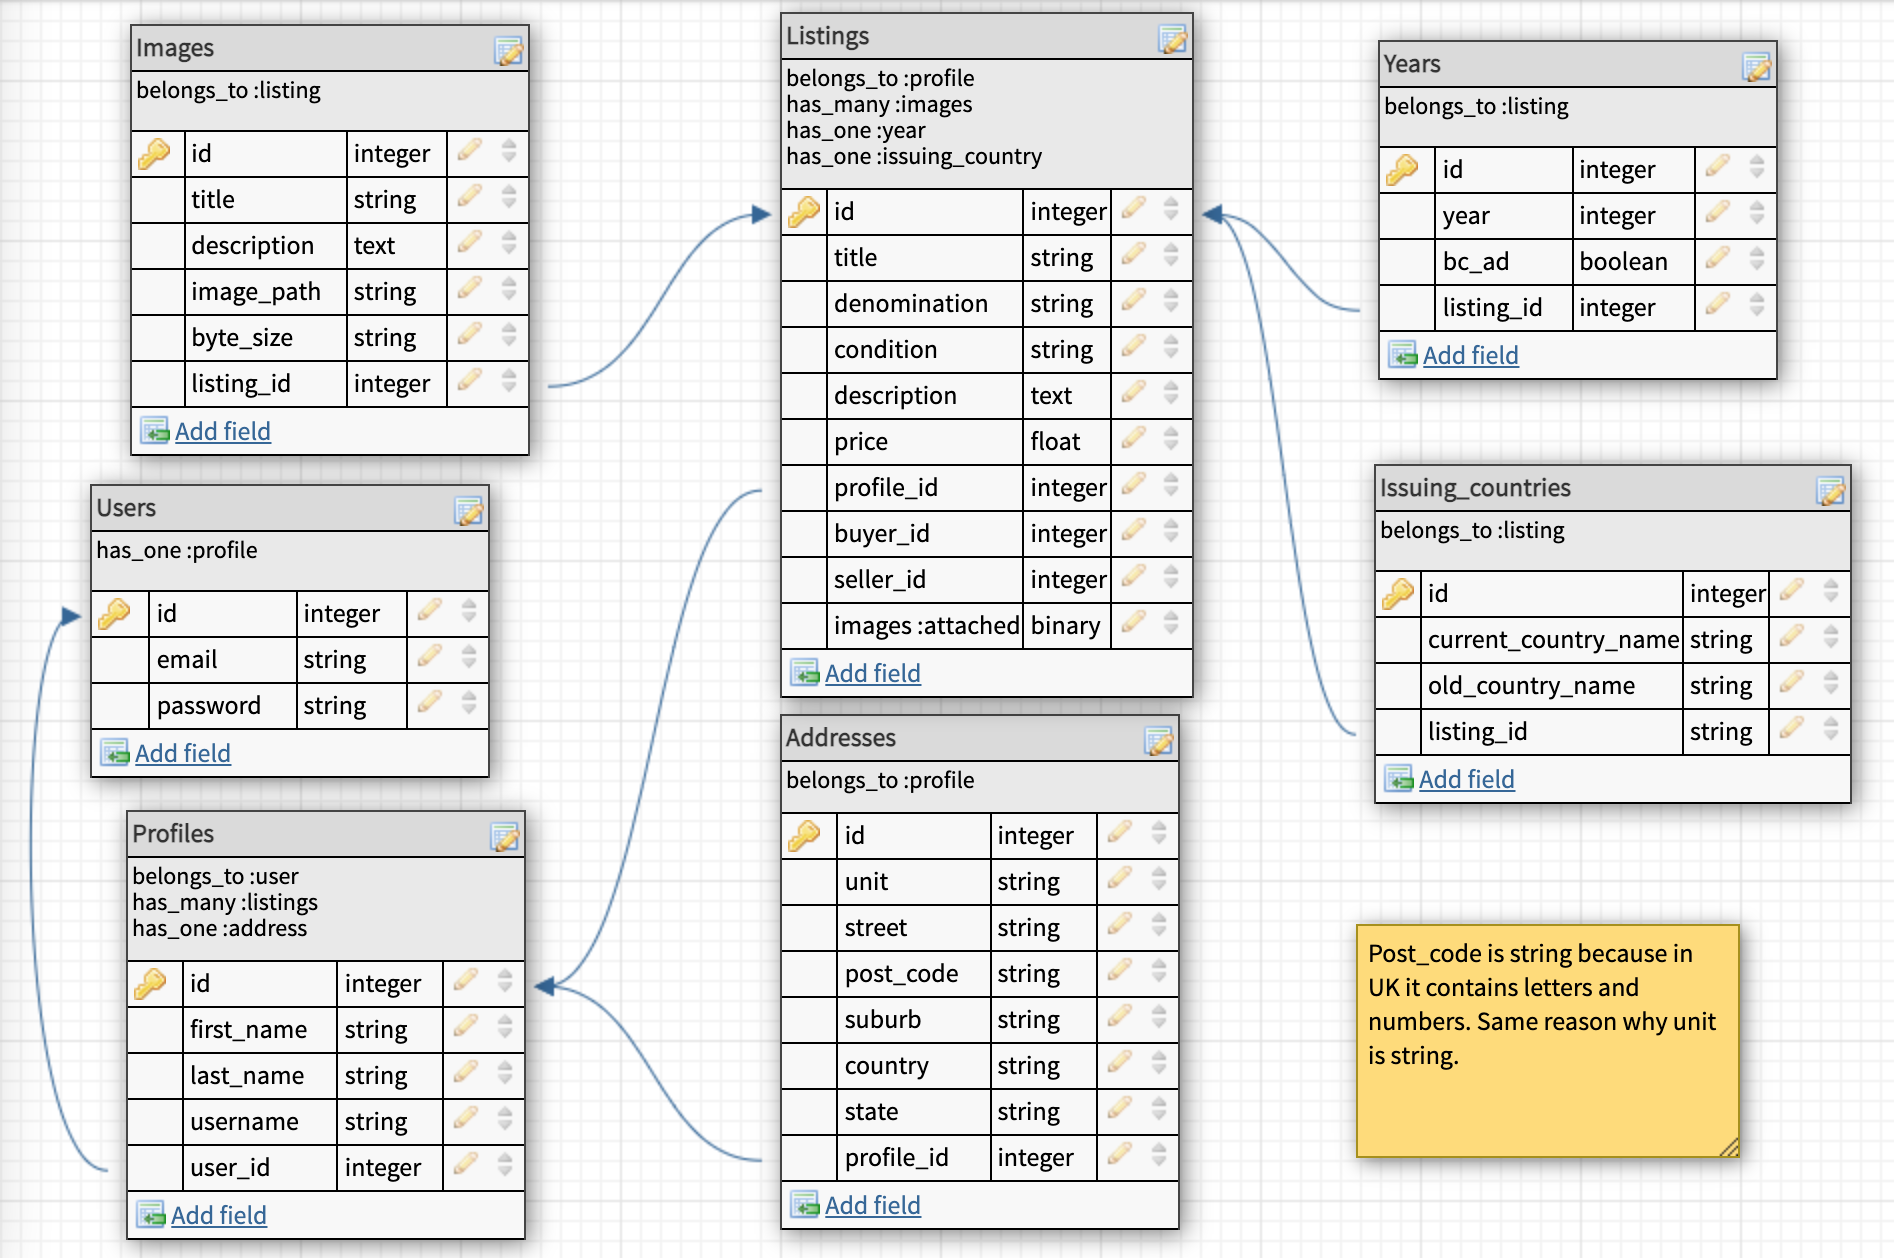 Images
belongs_to :listing
id integer
title string
description text
image_path string
byte_size string
listing_id integer
Add field
Users
has_one :profile
id integer
email string
password string
Add field
Profiles
belongs_to :user
has_many :listings
has_one :address
id integer
first_name string
last_name string
username string
user_id integer
Add field
Listings
belongs_to :profile
has_many :images
has_one :year
has_one :issuing_country
id integer
title string
denomination string
condition string
description text
price float
profile_id integer
buyer_id integer
seller_id integer
images :attached binary
Add field
Addresses
belongs_to :profile
id integer
unit string
street string
post_code string
suburb string
country string
state string
profile_id integer
Add field
Years
belongs_to :listing
id integer
year integer
bc_ad boolean
listing_id integer
Add field
Issuing_countries
belongs_to :listing
id integer
current_country_name string
old_country_name string
listing_id string
Add field
Post_code is string because in
UK it contains letters and
numbers. Same reason why unit
is string.